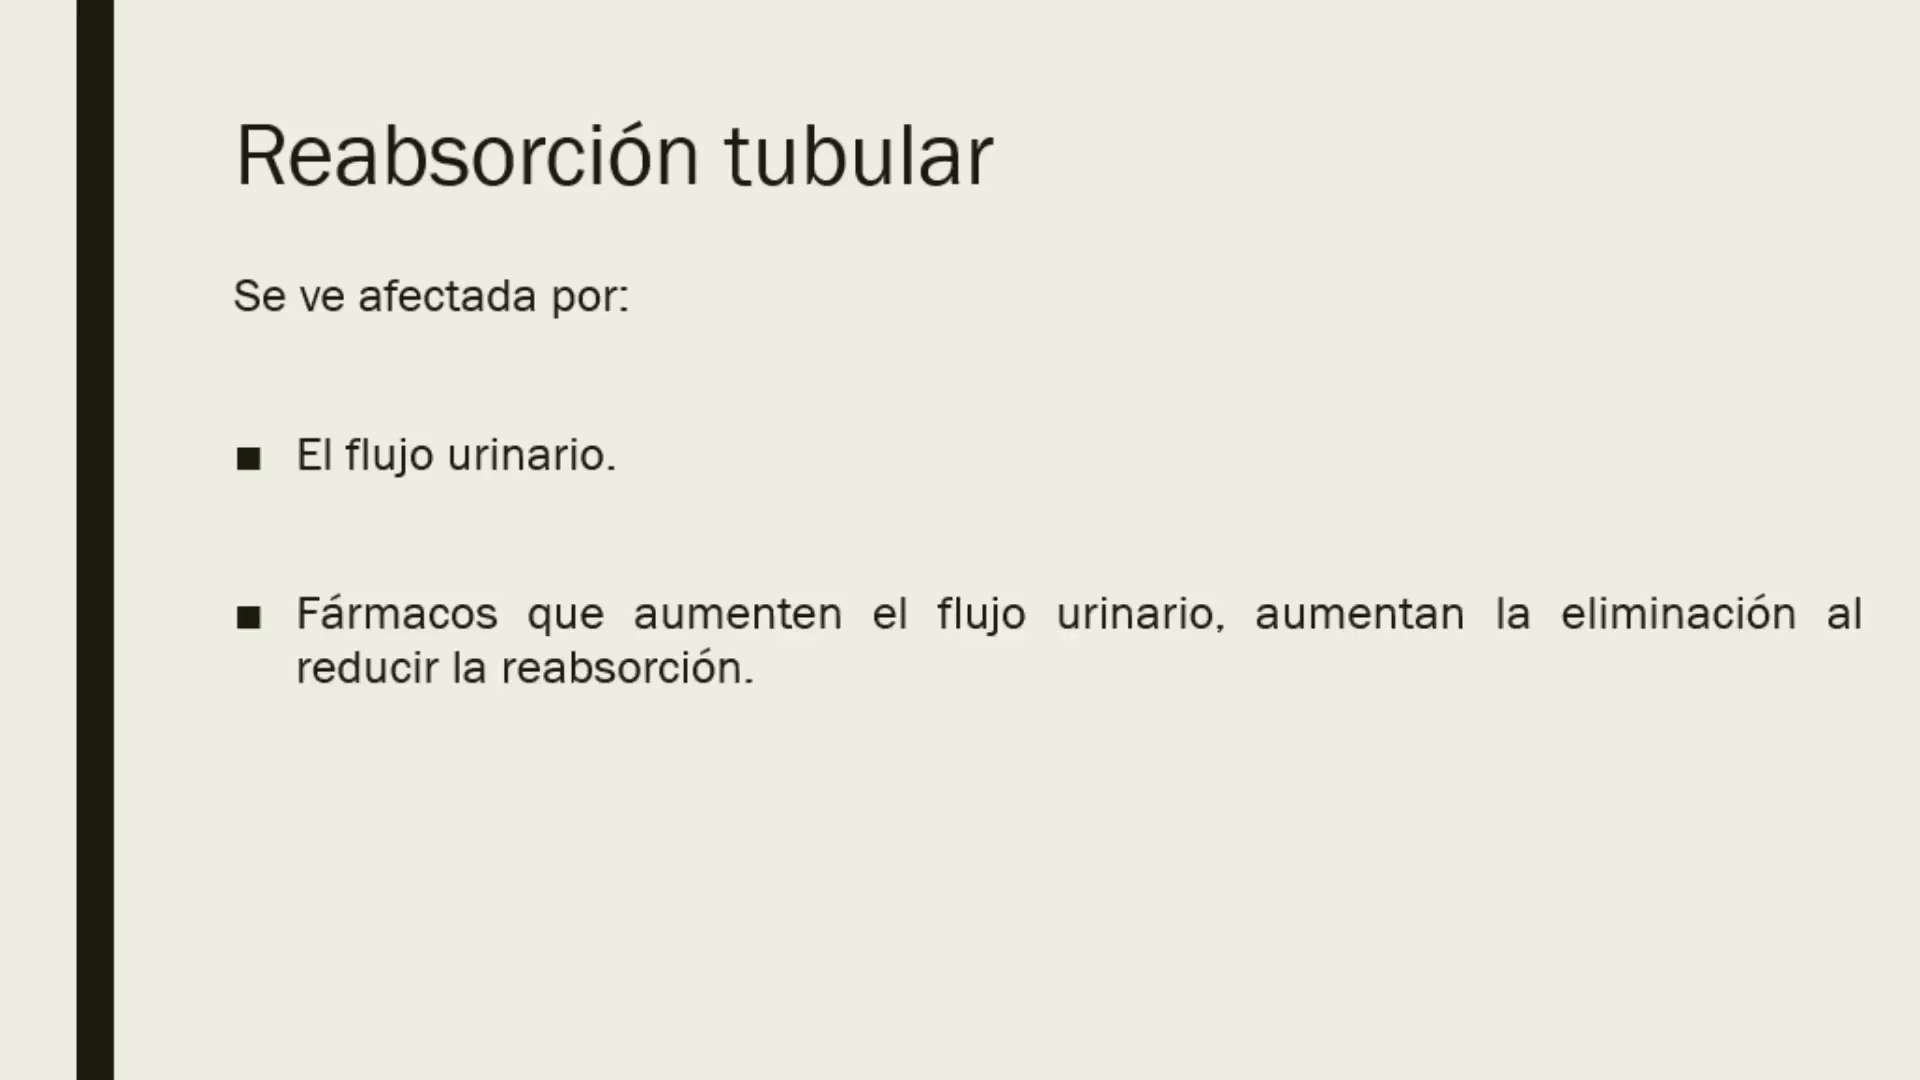 Reabsorción tubular
Se ve afectada por:
■ El flujo urinario.
■ Fármacos que aumenten el flujo urinario, aumentan la eliminación al
reducir la reabsorción.